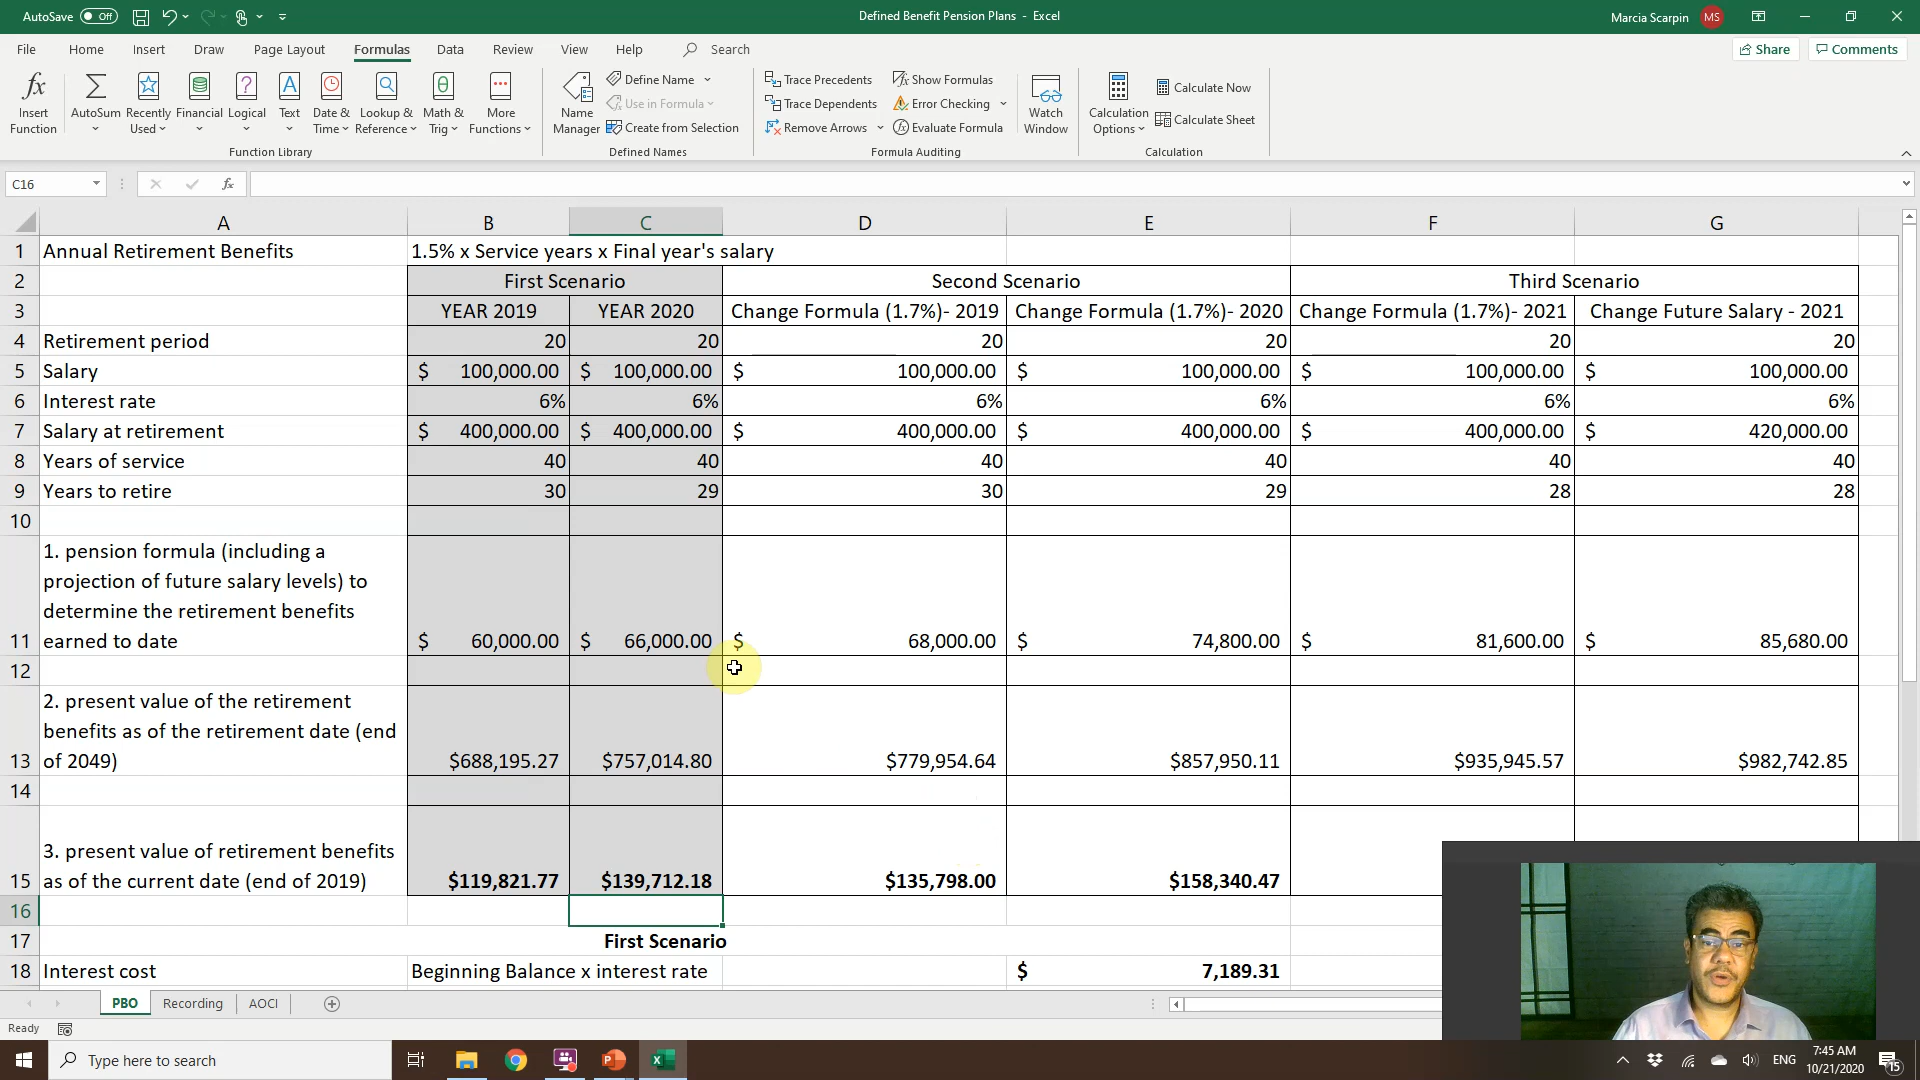 AutoSave Off
Defined Benefit Pension Plans - Excel
Marcia Scarpin MS
File Home Insert Draw Page Layout Formulas Data Review View Help Search
Share Comments
Insert Function
AutoSum
Recently Used
Financial
Logical
Text
Date & Time
Lookup & Reference
Math & Trig
More Functions
Function Library
Name Manager
Define Name
Use in Formula
Create from Selection
Defined Names
Trace Precedents
Trace Dependents
Remove Arrows
Show Formulas
Error Checking
Evaluate Formula
Formula Auditing
Watch Window
Calculation Options
Calculate Now
Calculate Sheet
Calculation
C16 fx
A B C D E F G
1 Annual Retirement Benefits 1.5% x Service years x Final year's salary
2 First Scenario Second Scenario Third Scenario
3 YEAR 2019 YEAR 2020 Change Formula (1.7%)- 2019 Change Formula (1.7%)- 2020 Change Formula (1.7%)- 2021 Change Future Salary - 2021
4 Retirement period 20 20 20 20 20 20
5 Salary $ 100,000.00 $ 100,000.00 $ 100,000.00 $ 100,000.00 $ 100,000.00 $ 100,000.00
6 Interest rate 6% 6% 6% 6% 6% 6%
7 Salary at retirement $ 400,000.00 $ 400,000.00 $ 400,000.00 $ 400,000.00 $ 400,000.00 $ 420,000.00
8 Years of service 40 40 40 40 40 40
9 Years to retire 30 29 30 29 28 28
10
1. pension formula (including a
projection of future salary levels) to
determine the retirement benefits
11 earned to date $ 60,000.00 $ 66,000.00 $ 68,000.00 $ 74,800.00 $ 81,600.00 $ 85,680.00
12
2. present value of the retirement
benefits as of the retirement date (end
13 of 2049) $688,195.27 $757,014.80 $779,954.64 $857,950.11 $935,945.57 $982,742.85
14
3. present value of retirement benefits
15 as of the current date (end of 2019) $119,821.77 $139,712.18 $135,798.00 $158,340.47
16
17 First Scenario
18 Interest cost Beginning Balance x interest rate $ 7,189.31
PBO Recording AOCI
Ready
Type here to search
ENG
7:45 AM
10/21/2020
15